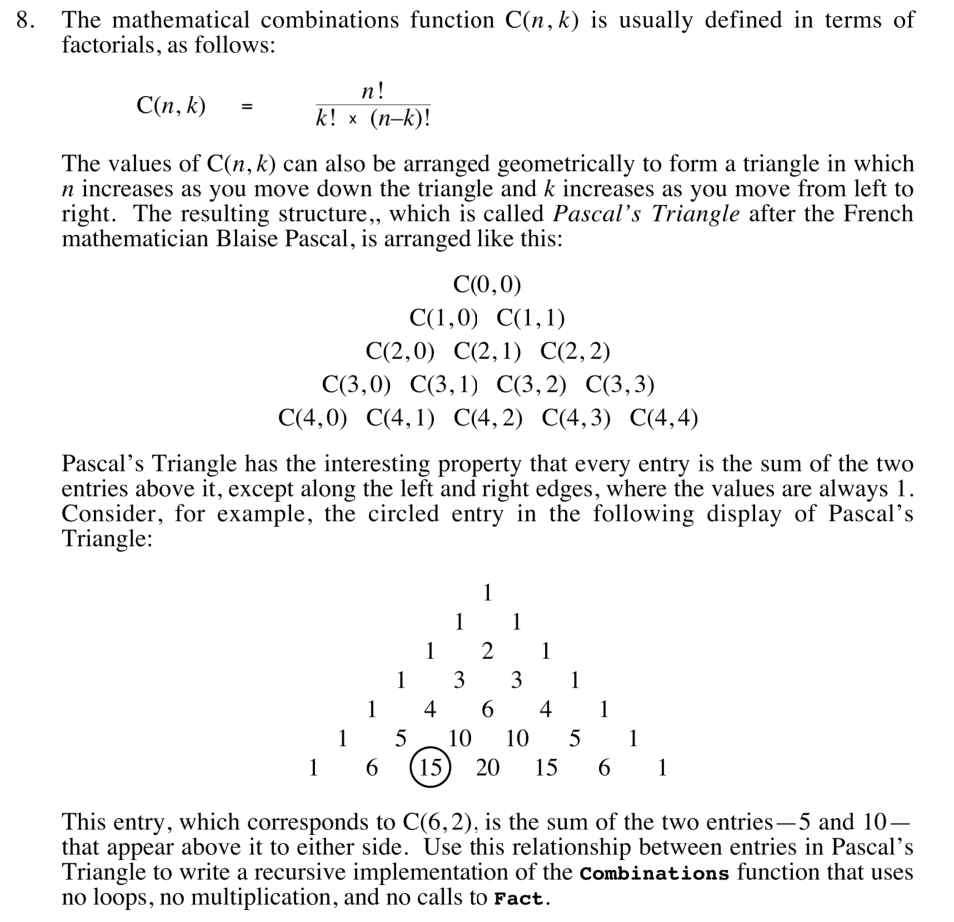 8. The mathematical combinations function C(n, k) is usually defined in terms of
factorials, as follows:
C(n, k) = n! / k! × (n–k)!
The values of C(n, k) can also be arranged geometrically to form a triangle in which
n increases as you move down the triangle and k increases as you move from left to
right. The resulting structure,, which is called Pascal's Triangle after the French
mathematician Blaise Pascal, is arranged like this:
C(0,0)
C(1,0) C(1,1)
C(2,0) C(2,1) C(2,2)
C(3,0) C(3,1) C(3,2) C(3,3)
C(4,0) C(4,1) C(4,2) C(4,3) C(4,4)
Pascal's Triangle has the interesting property that every entry is the sum of the two
entries above it, except along the left and right edges, where the values are always 1.
Consider, for example, the circled entry in the following display of Pascal's
Triangle:
1
1 1
1 2 1
1 3 3 1
1 4 6 4 1
1 5 10 10 5 1
1 6 15 20 15 6 1
This entry, which corresponds to C(6,2), is the sum of the two entries—5 and 10—
that appear above it to either side. Use this relationship between entries in Pascal's
Triangle to write a recursive implementation of the Combinations function that uses
no loops, no multiplication, and no calls to Fact.